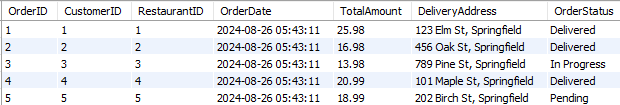 OrderID CustomerID RestaurantID OrderDate TotalAmount DeliveryAddress OrderStatus
1 1 1 2024-08-26 05:43:11 25.98 123 Elm St, Springfield Delivered
2 2 2 2024-08-26 05:43:11 16.98 456 Oak St, Springfield Delivered
3 3 3 2024-08-26 05:43:11 13.98 789 Pine St, Springfield In Progress
4 4 4 2024-08-26 05:43:11 20.99 101 Maple St, Springfield Delivered
5 5 5 2024-08-26 05:43:11 18.99 202 Birch St, Springfield Pending